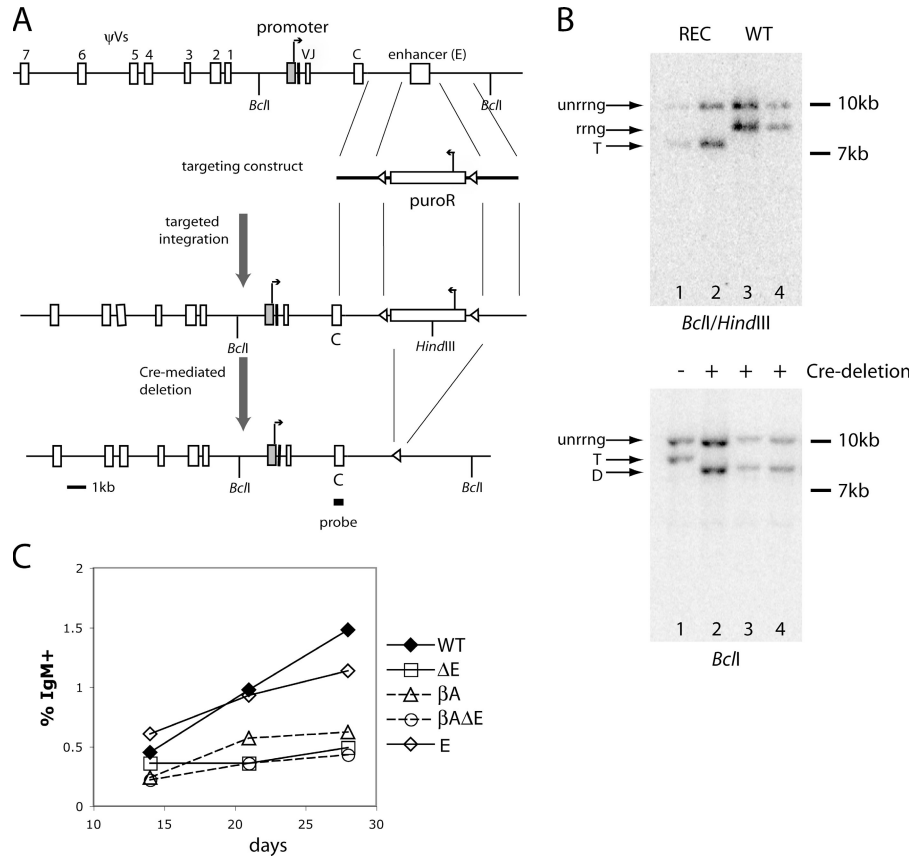 A
ψVs
promoter
7 6 5 4 3 2 1 VJ C enhancer (E)
BclI BclI
targeting construct
puroR
targeted
integration
C
BclI HindIII
Cre-mediated
deletion
1kb BclI C BclI
probe
B
REC WT
unrrng 10kb
rrng
T 7kb
1 2 3 4
BclI/HindIII
- + + + Cre-deletion
unrrng 10kb
T
D 7kb
1 2 3 4
BclI
C
2
1.5
1
0.5
0
10 15 20 25 30
% IgM+
days
WT
ΔE
βA
βAΔE
E